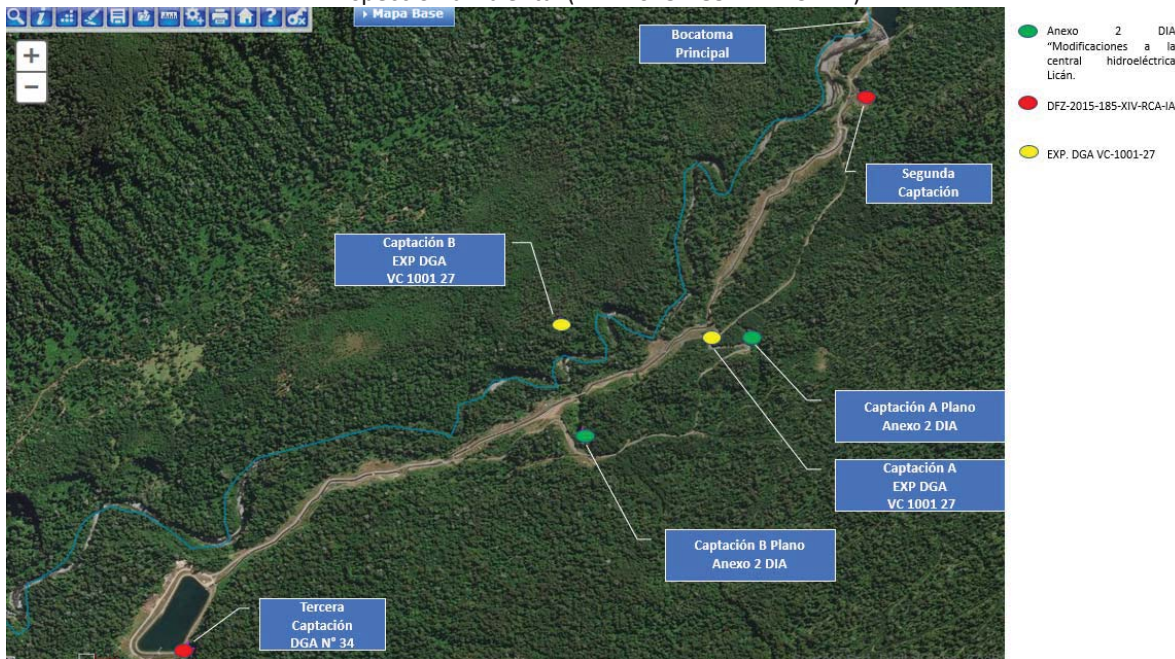 Mapa Base
Bocatoma
Principal
Anexo 2 DIA
“Modificaciones a la
central hidroeléctrica
Licán.
DFZ-2015-185-XIV-RCA-IA
EXP. DGA VC-1001-27
Segunda
Captación
Captación B
EXP DGA
VC 1001 27
Captación A Plano
Anexo 2 DIA
Captación A
EXP DGA
VC 1001 27
Captación B Plano
Anexo 2 DIA
Tercera
Captación
DGA N° 34